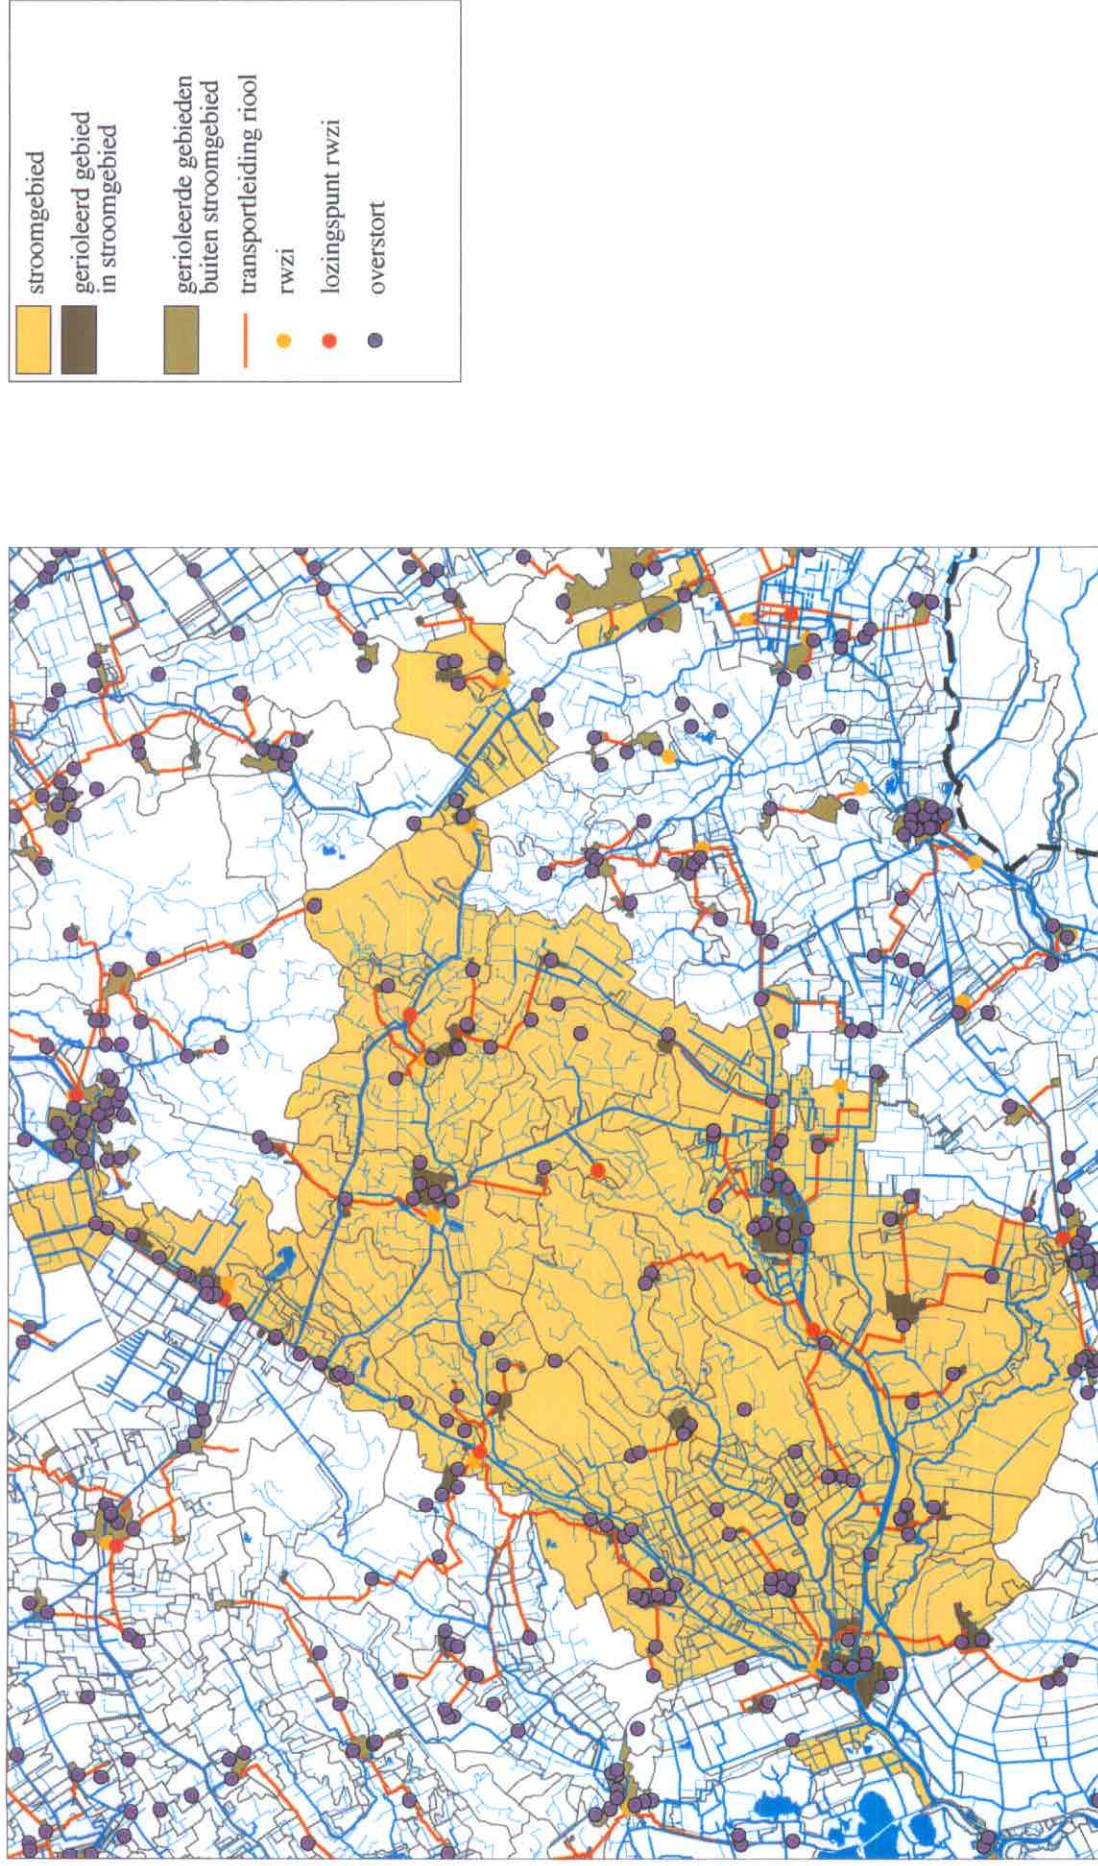 stroomgebied
gerioleerd gebied
in stroomgebied
gerioleerde gebieden
buiten stroomgebied
transportleiding riool
rwzi
lozingspunt rwzi
overstort